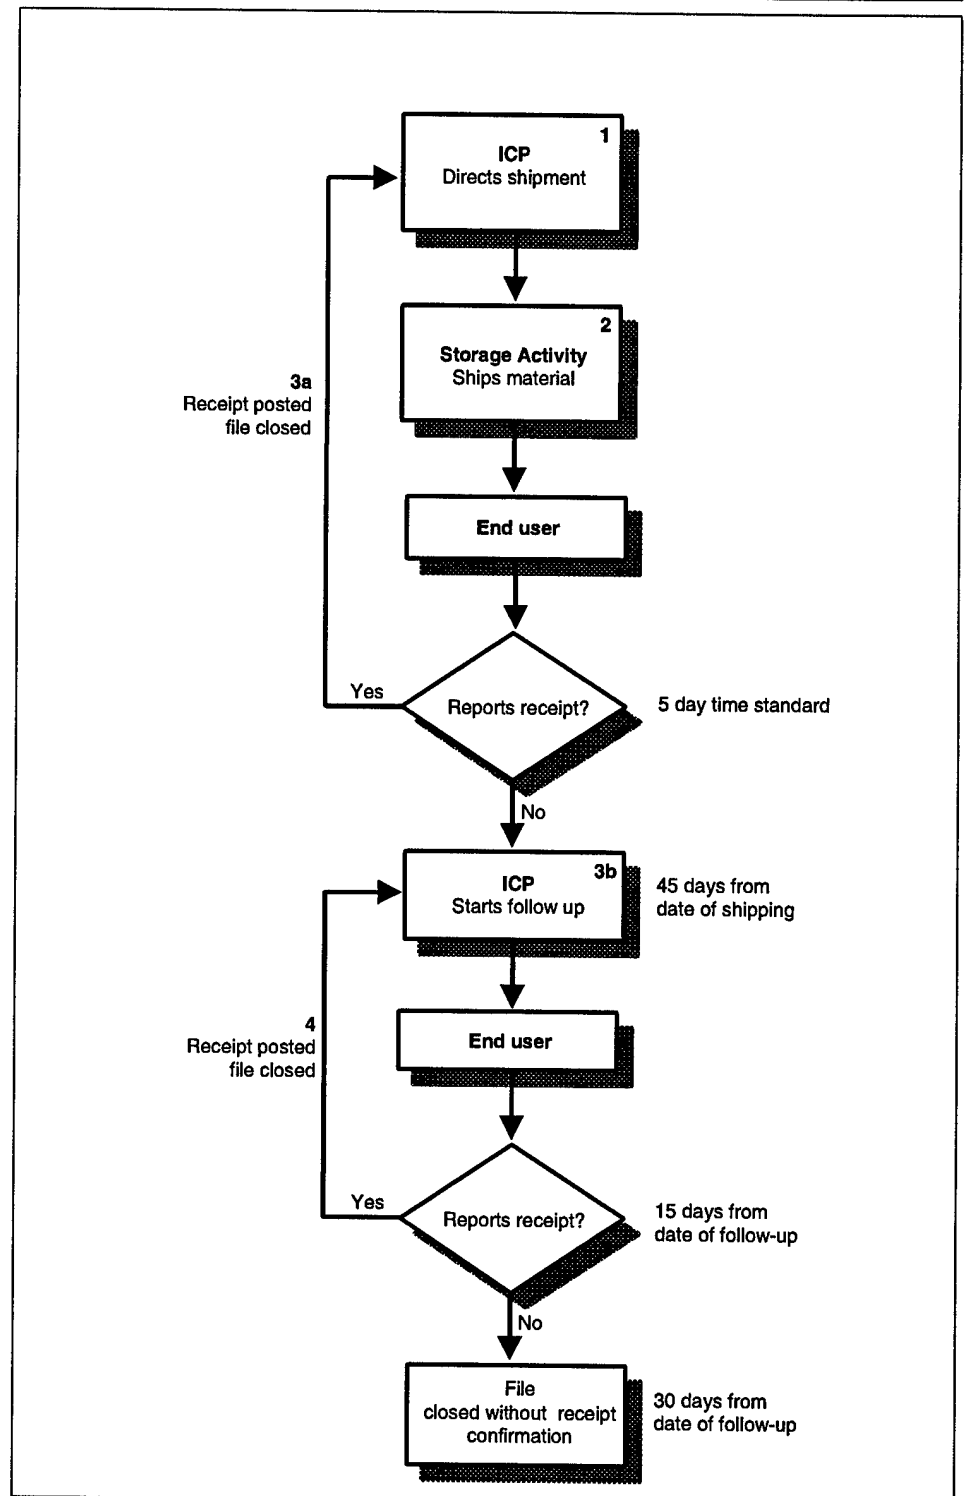 1
ICP
Directs shipment
2
Storage Activity
Ships material
3a
Receipt posted
file closed
End user
Yes
Reports receipt?
5 day time standard
No
3b
ICP
Starts follow up
45 days from
date of shipping
4
Receipt posted
file closed
End user
Yes
Reports receipt?
15 days from
date of follow-up
No
File
closed without receipt
confirmation
30 days from
date of follow-up